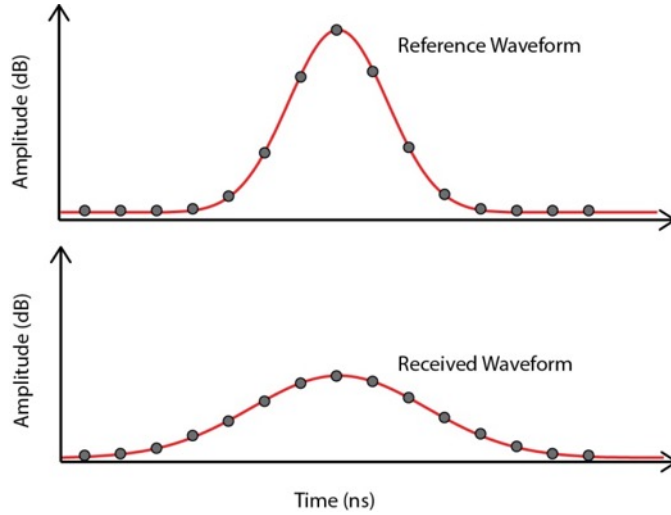 Amplitude (dB)
Reference Waveform
Amplitude (dB)
Received Waveform
Time (ns)